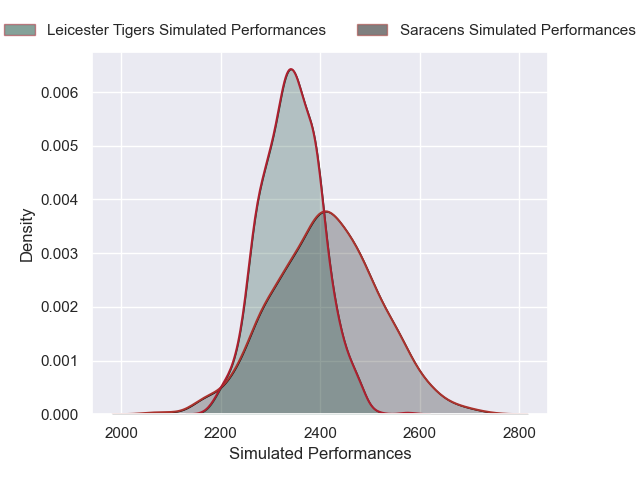 Leicester Tigers Simulated Performances Saracens Simulated Performances
0.006
0.005
0.004
0.003
0.002
0.001
0.000
Density
2000 2200 2400 2600 2800
Simulated Performances